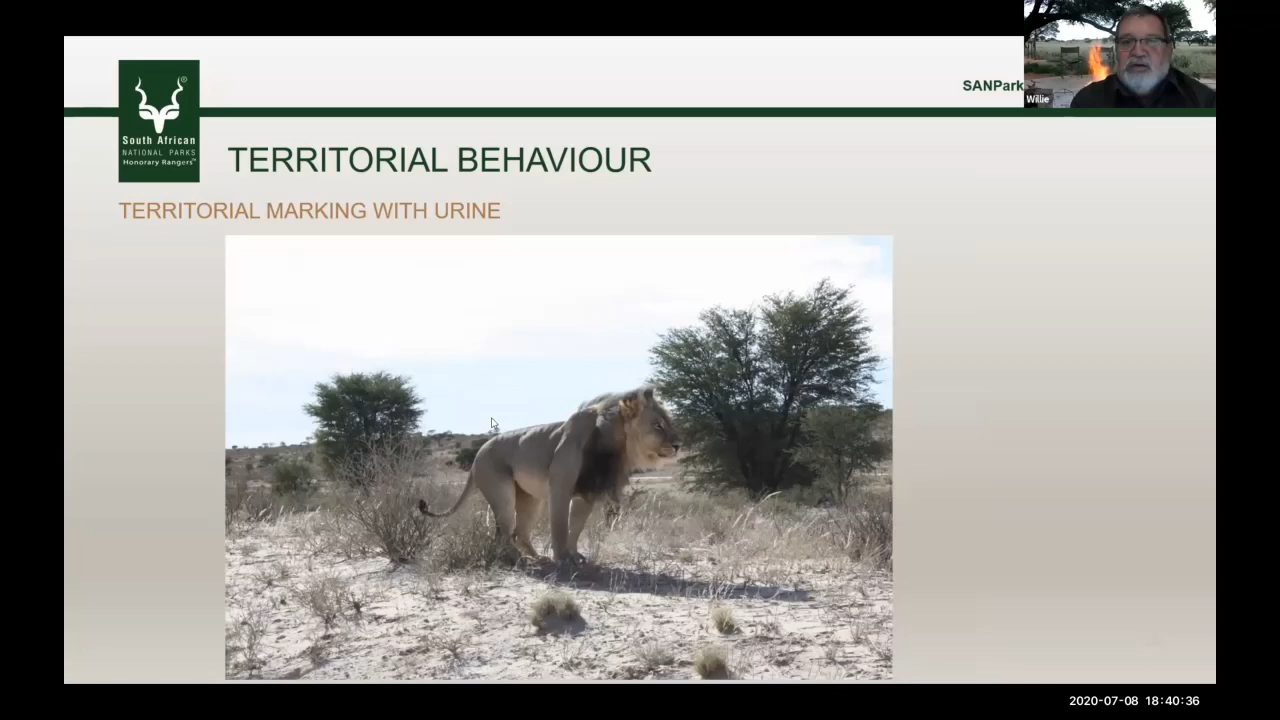 SANPark
Willie
South African
NATIONAL PARKS
Honorary Rangers™
TERRITORIAL BEHAVIOUR
TERRITORIAL MARKING WITH URINE
2020-07-08 18:40:36